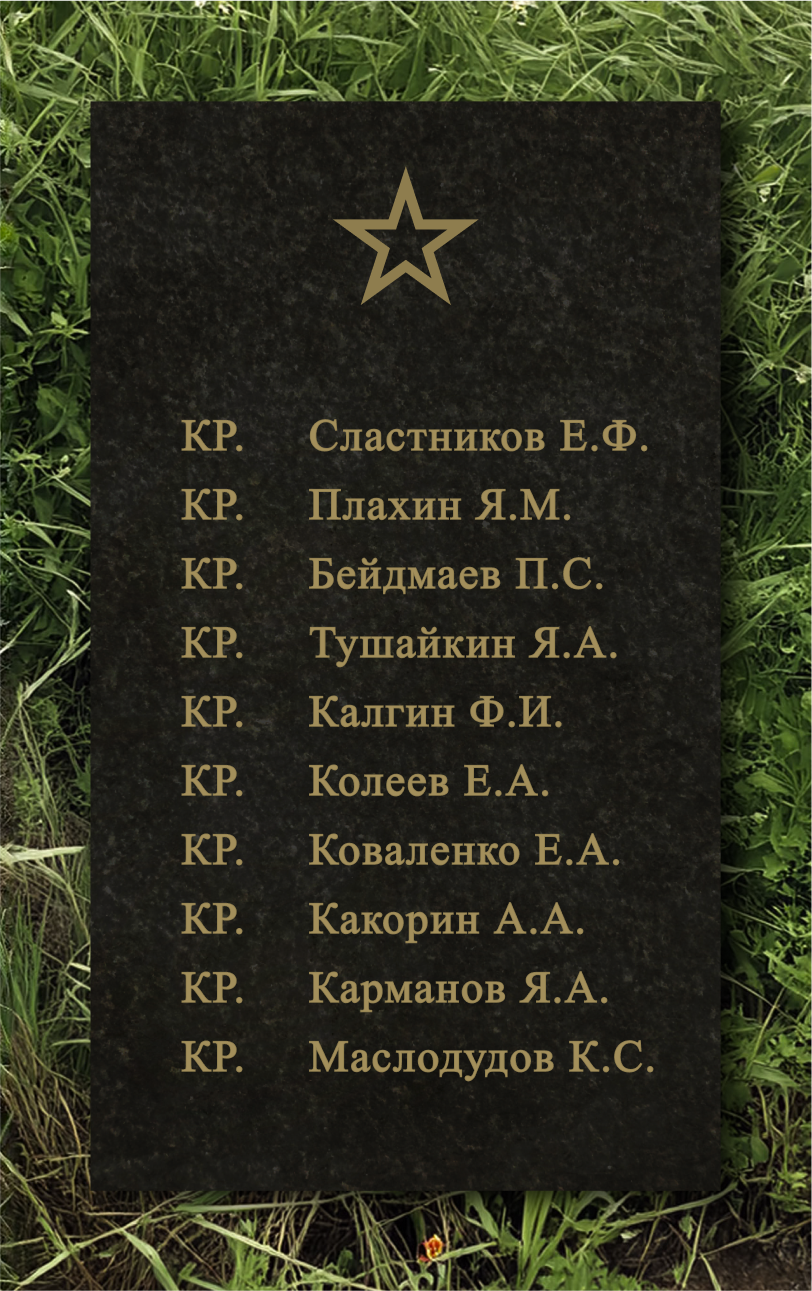 КР. Сластников Е.Ф.
КР. Плахин Я.М.
КР. Бейдмаев П.С.
КР. Тушайкин Я.А.
КР. Калгин Ф.И.
КР. Колеев Е.А.
КР. Коваленко Е.А.
КР. Какорин А.А.
КР. Карманов Я.А.
КР. Маслодудов К.С.